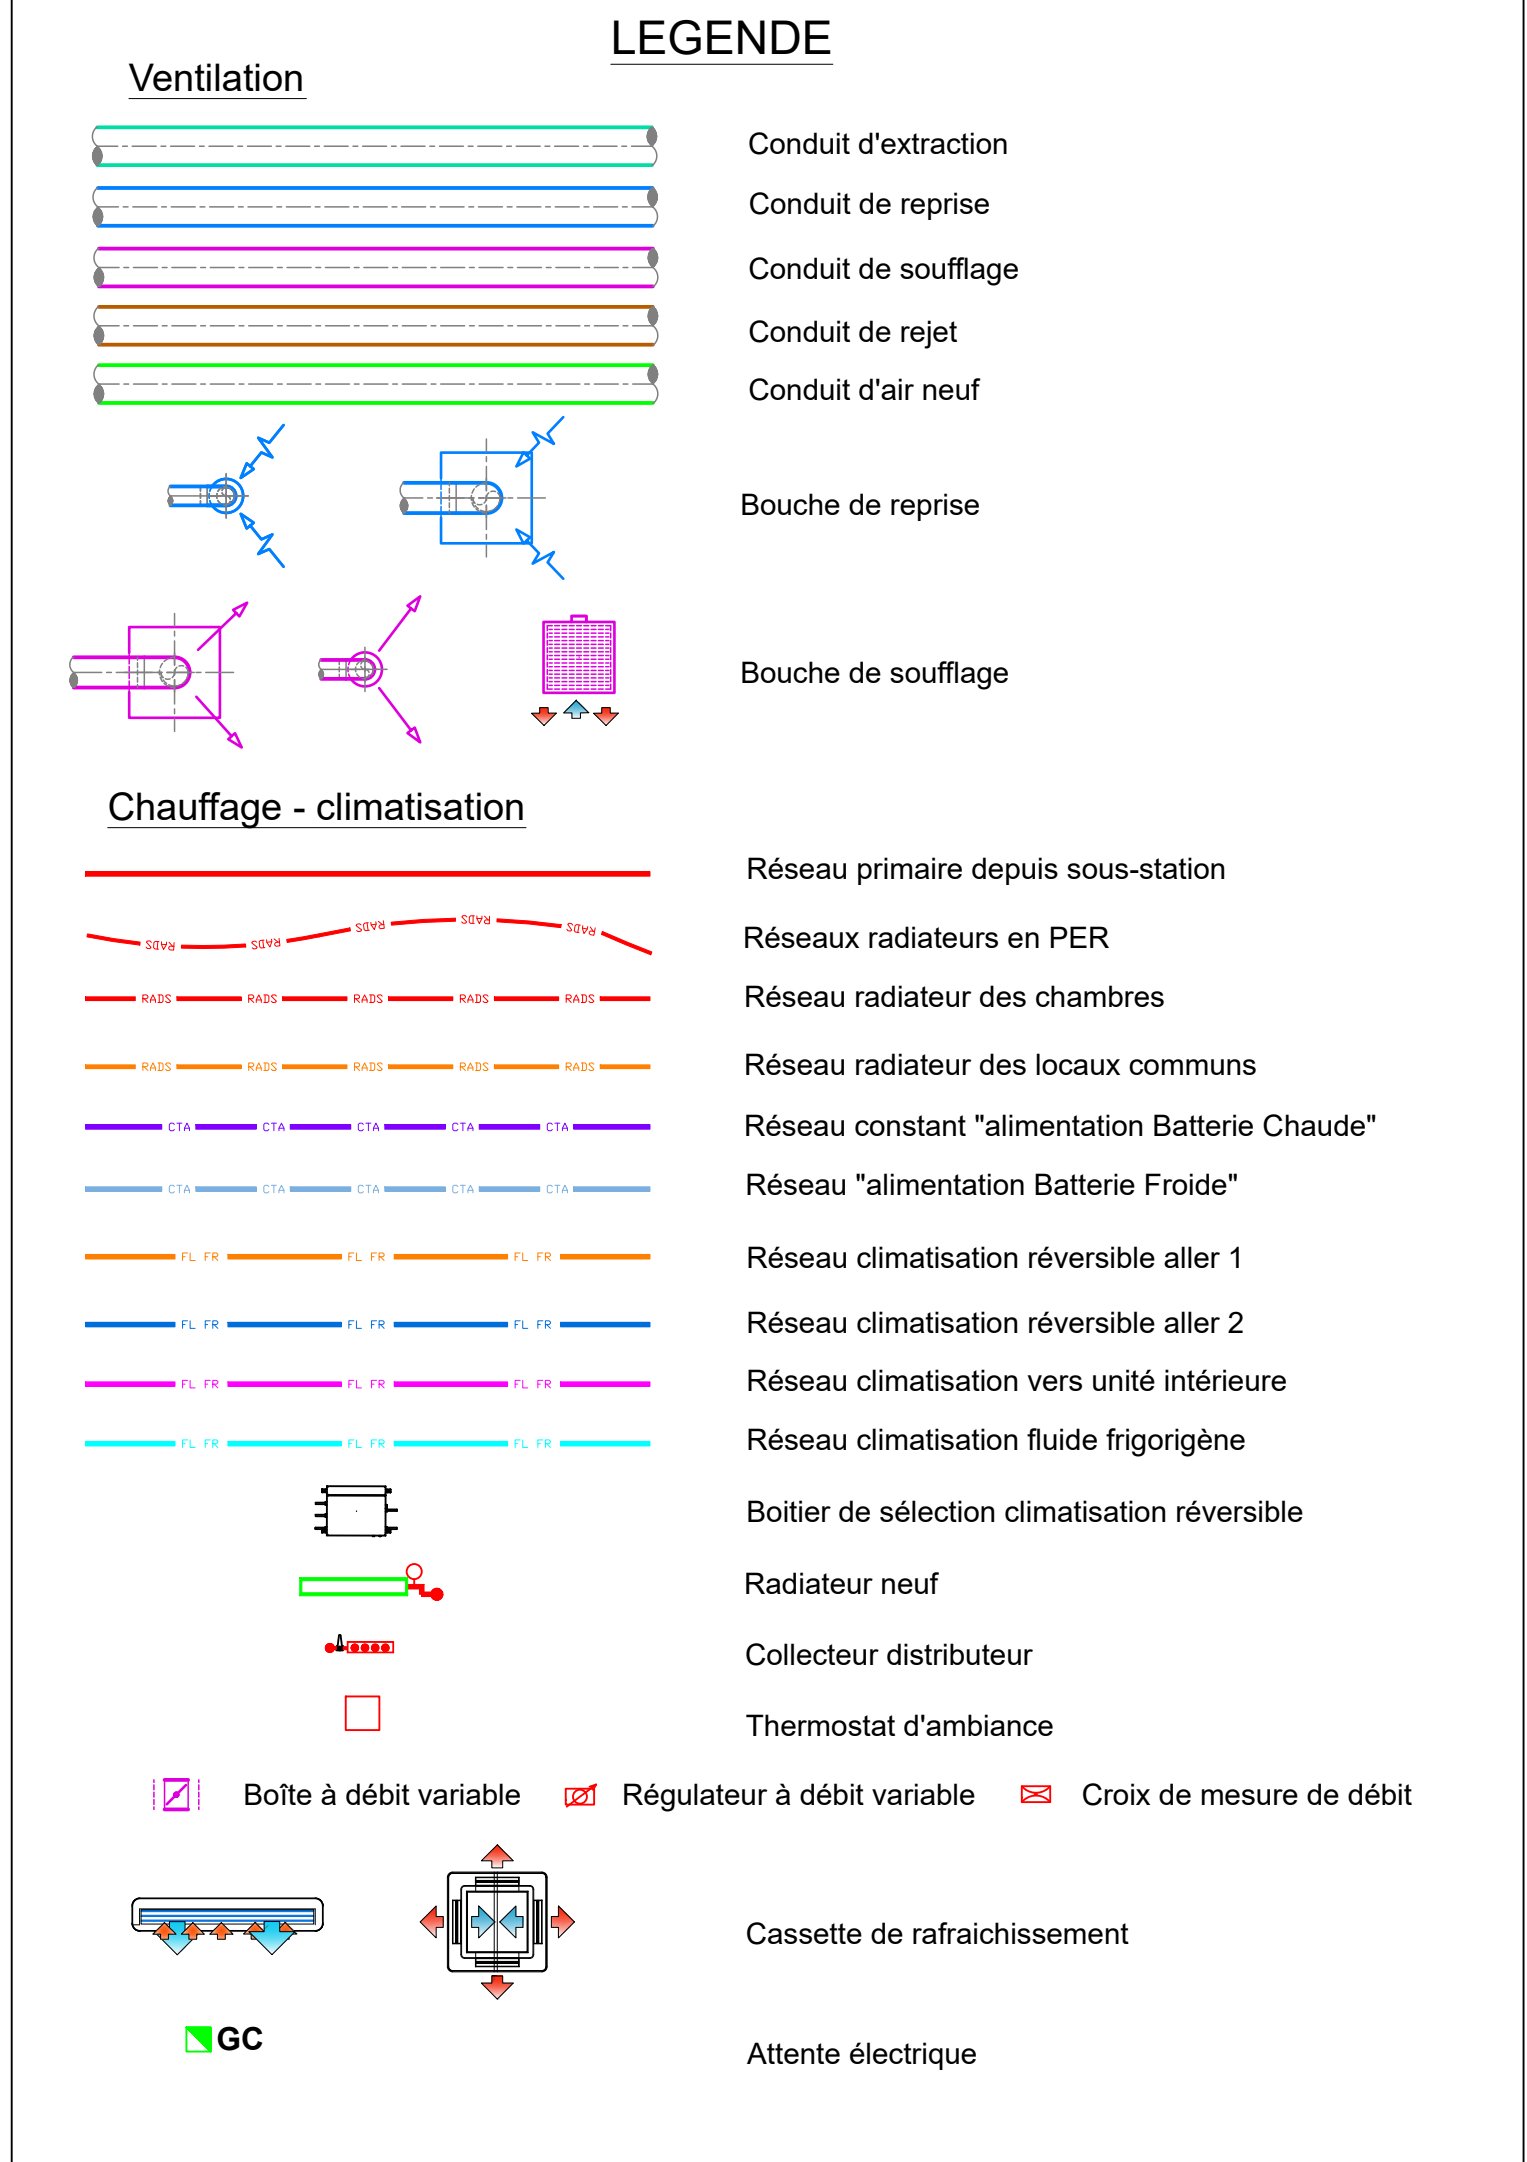 LEGENDE
Ventilation
Conduit d'extraction
Conduit de reprise
Conduit de soufflage
Conduit de rejet
Conduit d'air neuf
Bouche de reprise
Bouche de soufflage
Chauffage - climatisation
Réseau primaire depuis sous-station
RADS RADS RADS RADS RADS Réseaux radiateurs en PER
RADS RADS RADS RADS RADS Réseau radiateur des chambres
RADS RADS RADS RADS RADS Réseau radiateur des locaux communs
CTA CTA CTA CTA CTA Réseau constant "alimentation Batterie Chaude"
CTA CTA CTA CTA CTA Réseau "alimentation Batterie Froide"
FL FR FL FR FL FR Réseau climatisation réversible aller 1
FL FR FL FR FL FR Réseau climatisation réversible aller 2
FL FR FL FR FL FR Réseau climatisation vers unité intérieure
FL FR FL FR FL FR Réseau climatisation fluide frigorigène
Boitier de sélection climatisation réversible
Radiateur neuf
Collecteur distributeur
Thermostat d'ambiance
Boîte à débit variable Régulateur à débit variable Croix de mesure de débit
Cassette de rafraichissement
GC Attente électrique